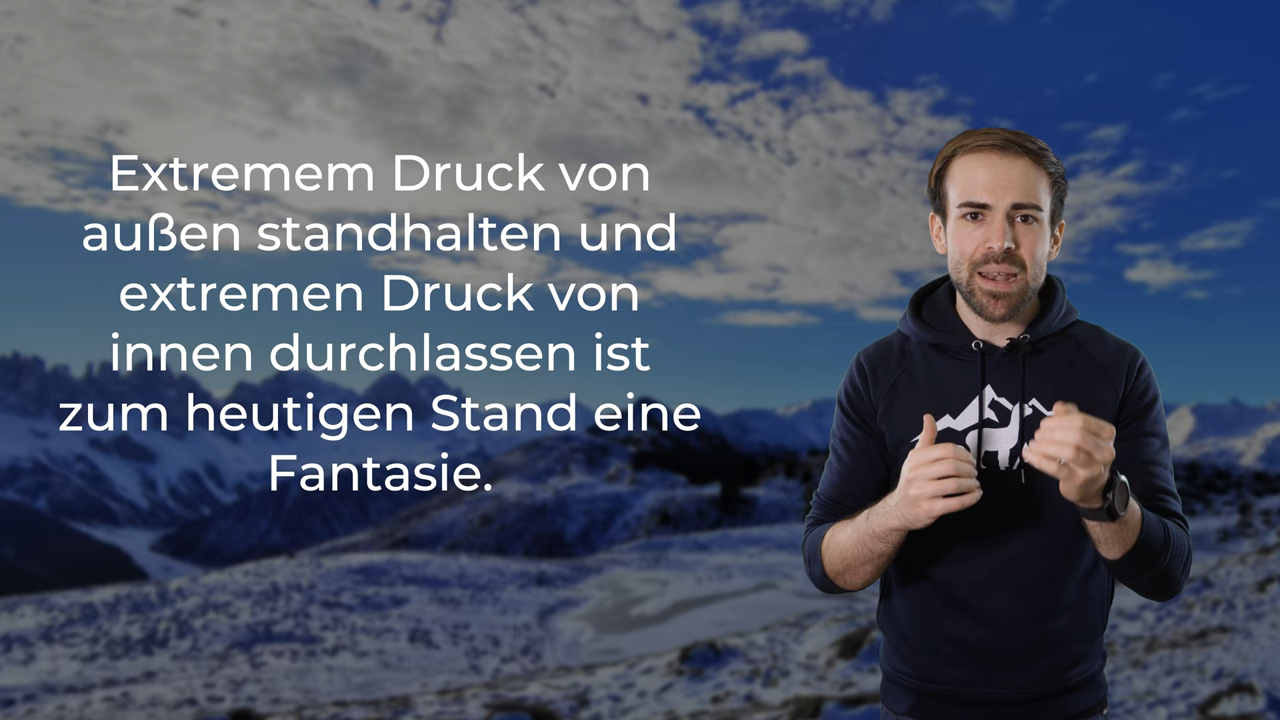 Extremem Druck von
außen standhalten und
extremen Druck von
innen durchlassen ist
zum heutigen Stand eine
Fantasie.